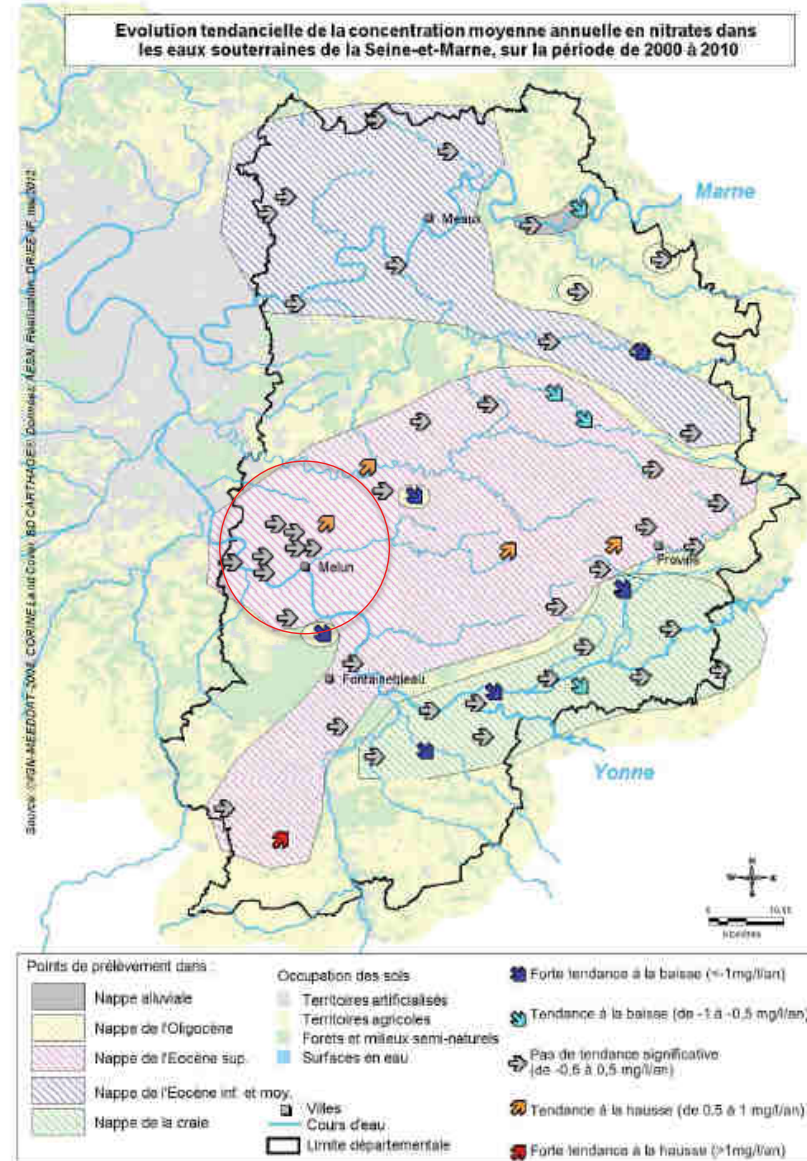 Evolution tendancielle de la concentration moyenne annuelle en nitrates dans
les eaux souterraines de la Seine-et-Marne, sur la période de 2000 à 2010
Marne
Meaux
Melun
Provins
Fontainebleau
Yonne
N
W
E
S
0
Points de prélèvement dans :
Nappe alluviale
Nappe de l'Oligocène
Nappe de l'Eocène sup.
Nappe de l'Eocène inf. et moy.
Nappe de la craie
Occupation des sols
Territoires artificialisés
Territoires agricoles
Forêts et milieux semi-naturels
Surfaces en eau
Villes
Cours d'eau
Limite départementale
Forte tendance à la baisse (<-1mg/l/an)
Tendance à la baisse (de -1 à -0,5 mg/l/an)
Pas de tendance significative
(de -0,5 à 0,5 mg/l/an)
Tendance à la hausse (de 0.5 à 1 mg/l/an)
Forte tendance à la hausse (>1mg/l/an)